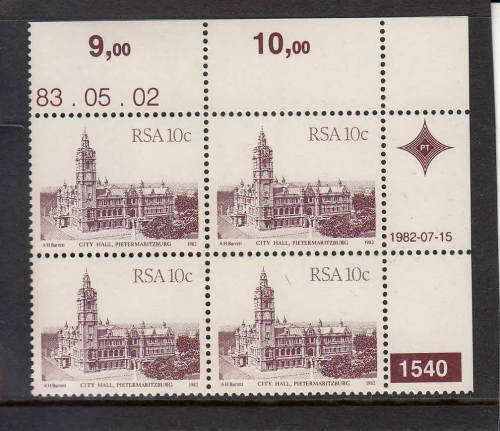 9,00 10,00
83.05.02
RSA 10c RSA 10c
PT
A H Barrett CITY HALL, PIETERMARITZBURG 1982 A H Barrett CITY HALL, PIETERMARITZBURG 1982
1982-07-15
RSA 10c RSA 10c
A H Barrett CITY HALL, PIETERMARITZBURG 1982 A H Barrett CITY HALL, PIETERMARITZBURG 1982
1540